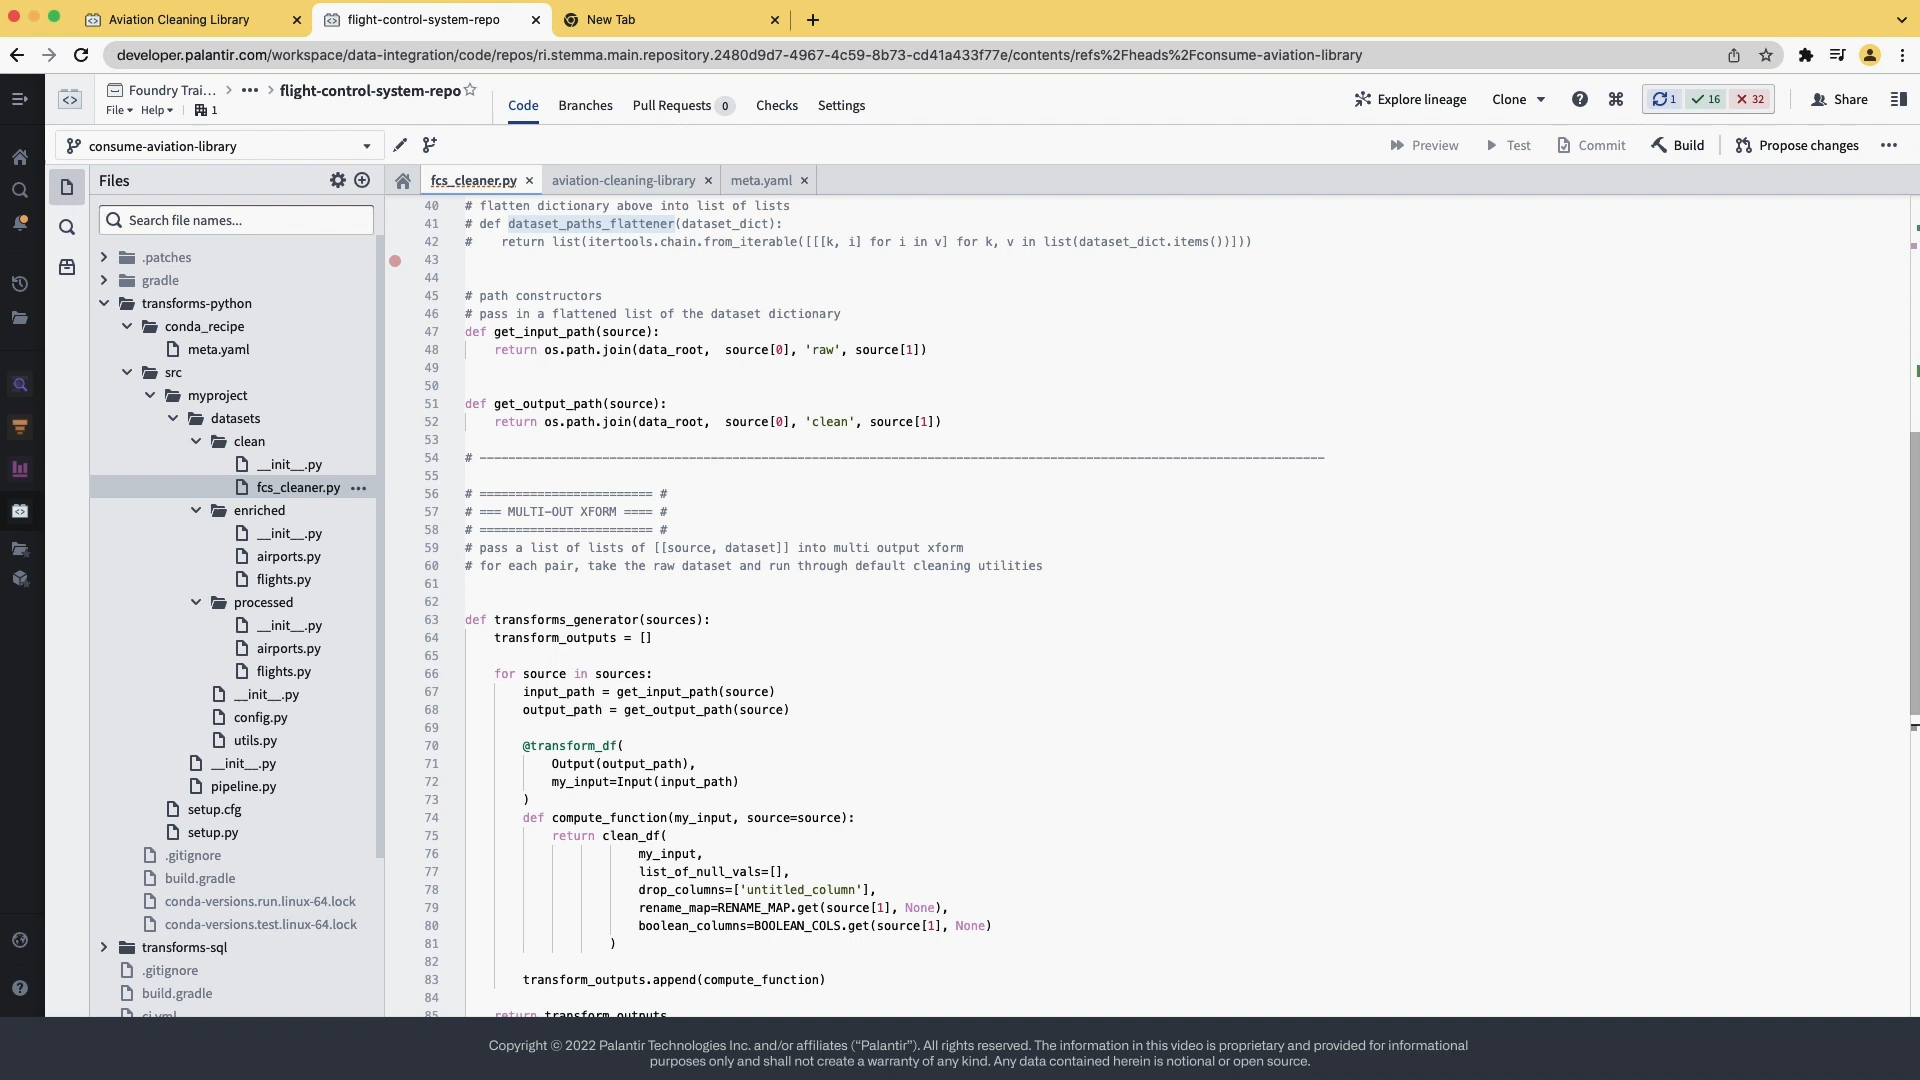 Aviation Cleaning Library
flight-control-system-repo
New Tab
developer.palantir.com/workspace/data-integration/code/repos/ri.stemma.main.repository.2480d9d7-4967-4c59-8b73-cd41a433f77e/contents/refs%2Fheads%2Fconsume-aviation-library
Foundry Trai... > ••• > flight-control-system-repo
File Help 1
Code Branches Pull Requests 0 Checks Settings
Explore lineage Clone 1 16 32 Share
consume-aviation-library
Preview Test Commit Build Propose changes •••
Files
fcs_cleaner.py aviation-cleaning-library meta.yaml
Search file names...
.patches
gradle
transforms-python
conda_recipe
meta.yaml
src
myproject
datasets
clean
__init__.py
fcs_cleaner.py •••
enriched
__init__.py
airports.py
flights.py
processed
__init__.py
airports.py
flights.py
__init__.py
config.py
utils.py
__init__.py
pipeline.py
setup.cfg
setup.py
.gitignore
build.gradle
conda-versions.run.linux-64.lock
conda-versions.test.linux-64.lock
transforms-sql
.gitignore
build.gradle
ci.yml
40 # flatten dictionary above into list of lists
41 # def dataset_paths_flattener(dataset_dict):
42 #    return list(itertools.chain.from_iterable([[[k, i] for i in v] for k, v in list(dataset_dict.items())]))
43
44
45 # path constructors
46 # pass in a flattened list of the dataset dictionary
47 def get_input_path(source):
48     return os.path.join(data_root,  source[0], 'raw', source[1])
49
50
51 def get_output_path(source):
52     return os.path.join(data_root,  source[0], 'clean', source[1])
53
54 # ---------------------------------------------------------------------------------------------------------------------
55
56 # ======================== #
57 # === MULTI-OUT XFORM ==== #
58 # ======================== #
59 # pass a list of lists of [[source, dataset]] into multi output xform
60 # for each pair, take the raw dataset and run through default cleaning utilities
61
62
63 def transforms_generator(sources):
64     transform_outputs = []
65
66     for source in sources:
67         input_path = get_input_path(source)
68         output_path = get_output_path(source)
69
70         @transform_df(
71             Output(output_path),
72             my_input=Input(input_path)
73         )
74         def compute_function(my_input, source=source):
75             return clean_df(
76                         my_input,
77                         list_of_null_vals=[],
78                         drop_columns=['untitled_column'],
79                         rename_map=RENAME_MAP.get(source[1], None),
80                         boolean_columns=BOOLEAN_COLS.get(source[1], None)
81                     )
82
83         transform_outputs.append(compute_function)
84
85     return transform_outputs
Copyright © 2022 Palantir Technologies Inc. and/or affiliates (“Palantir”). All rights reserved. The information in this video is proprietary and provided for informational
purposes only and shall not create a warranty of any kind. Any data contained herein is notional or open source.